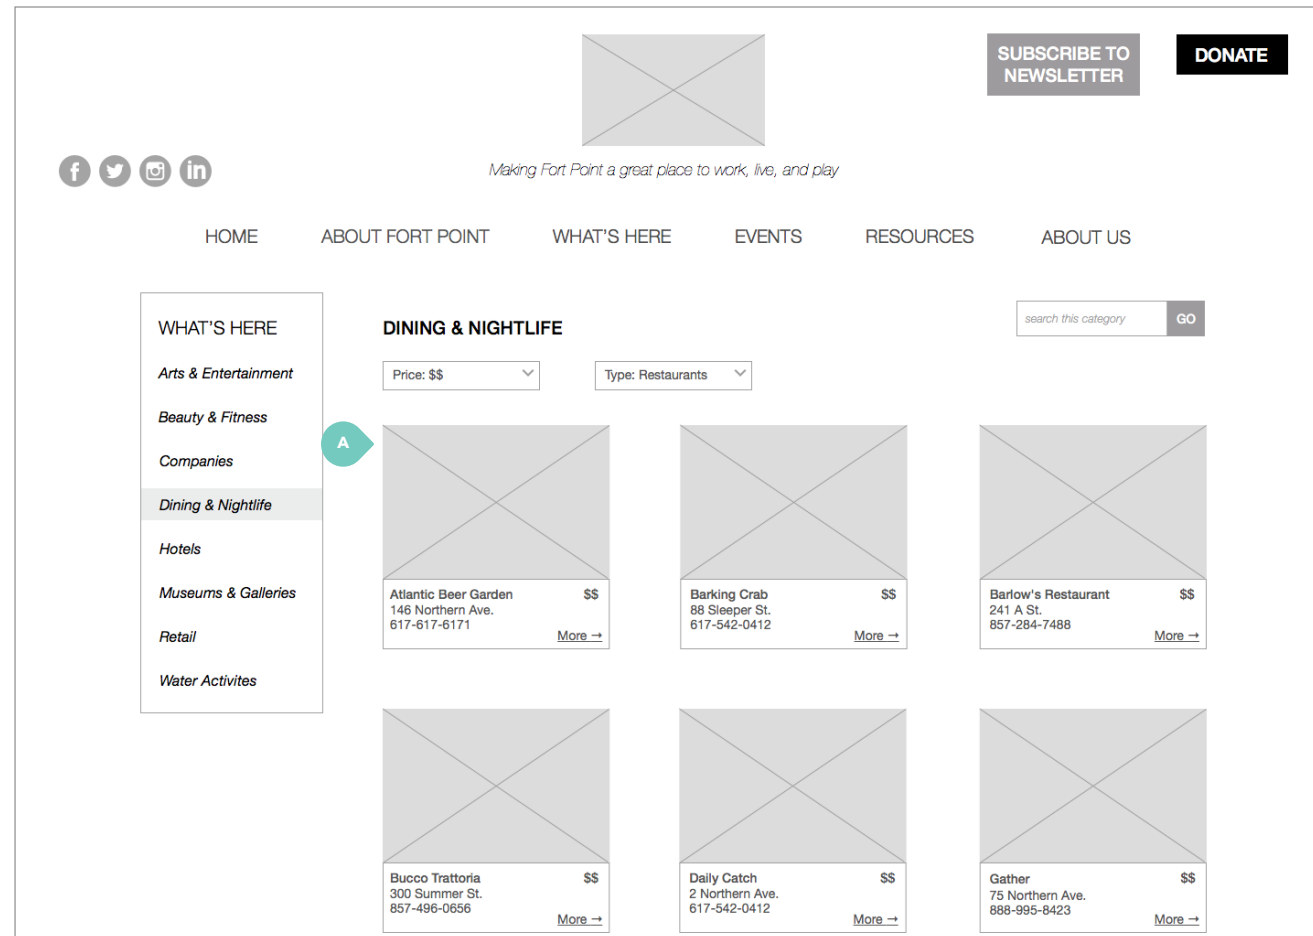 SUBSCRIBE TO
NEWSLETTER
DONATE
f
in
Making Fort Point a great place to work, live, and play
HOME
ABOUT FORT POINT
WHAT'S HERE
EVENTS
RESOURCES
ABOUT US
WHAT'S HERE
Arts & Entertainment
Beauty & Fitness
Companies
Dining & Nightlife
Hotels
Museums & Galleries
Retail
Water Activites
DINING & NIGHTLIFE
search this category
GO
Price: $$
Type: Restaurants
A
Atlantic Beer Garden $$
146 Northern Ave.
617-617-6171
More →
Barking Crab $$
88 Sleeper St.
617-542-0412
More →
Barlow's Restaurant $$
241 A St.
857-284-7488
More →
Bucco Trattoria $$
300 Summer St.
857-496-0656
More →
Daily Catch $$
2 Northern Ave.
617-542-0412
More →
Gather $$
75 Northern Ave.
888-995-8423
More →